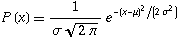 P(x) = 1/(σ√(2π)) e^{-(x-μ)²/(2σ²)}